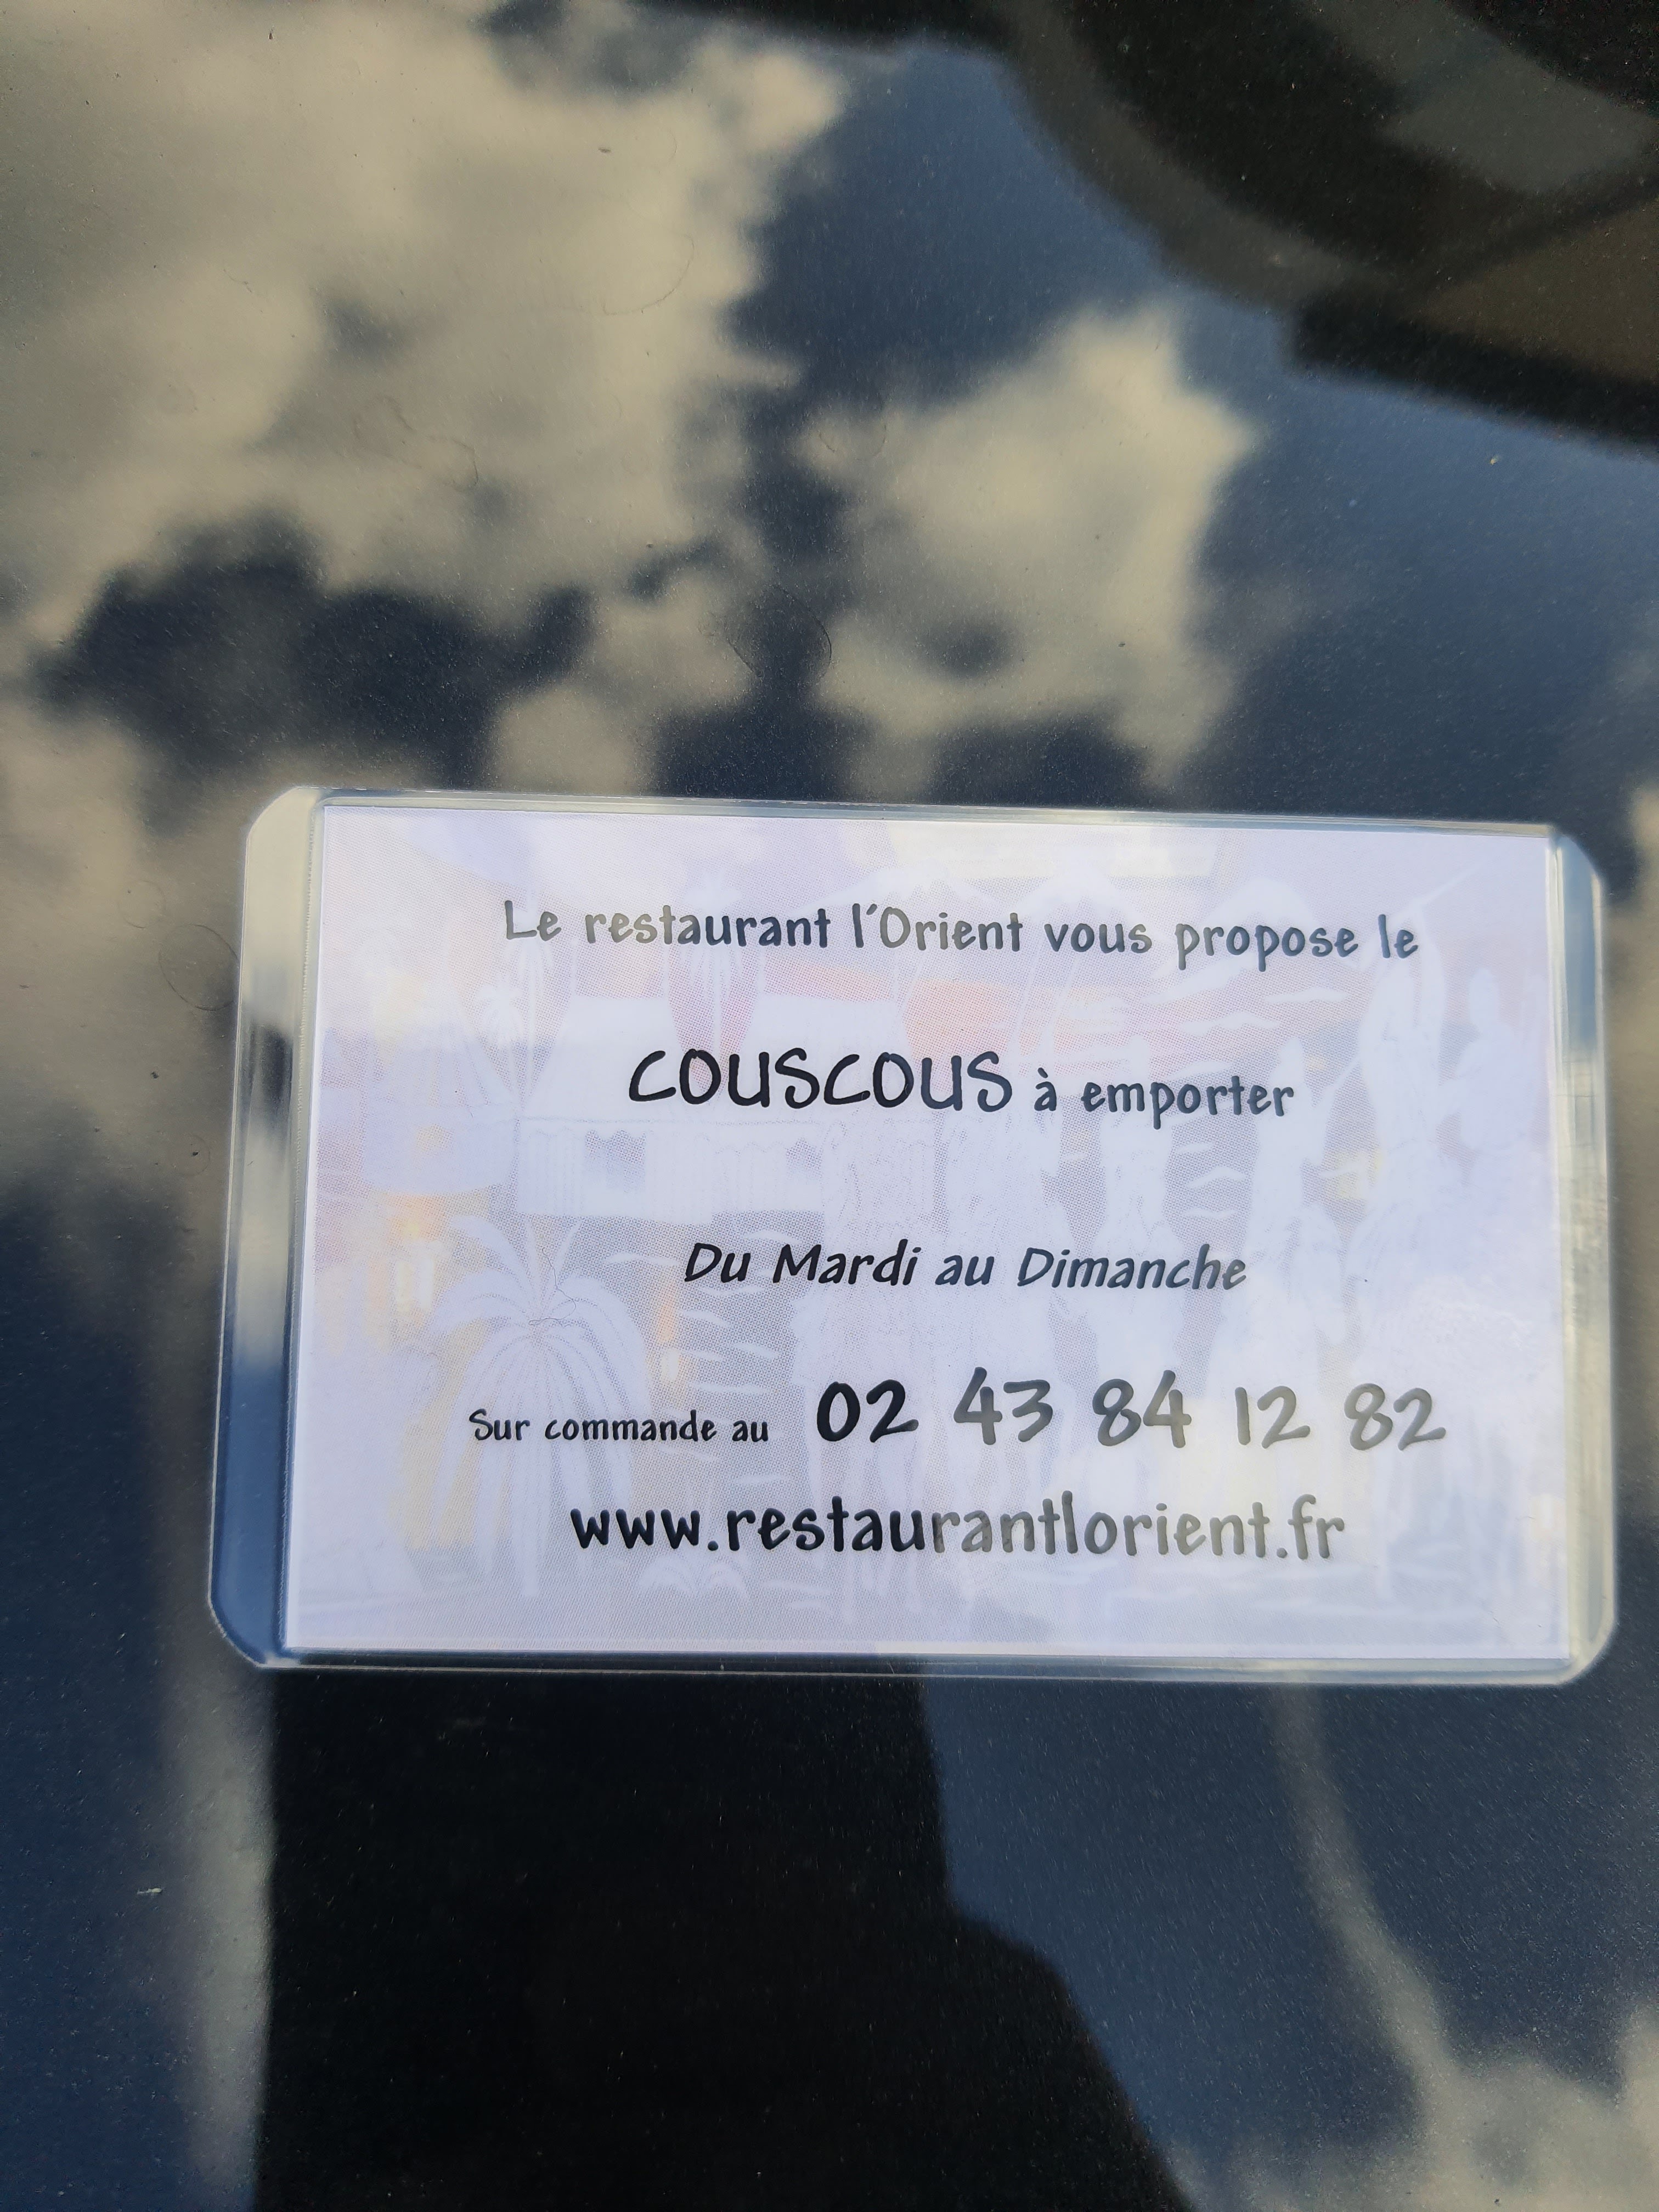 Le restaurant l'Orient vous propose le
COUSCOUS à emporter
Du Mardi au Dimanche
Sur commande au 02 43 84 12 82
www.restaurantlorient.fr